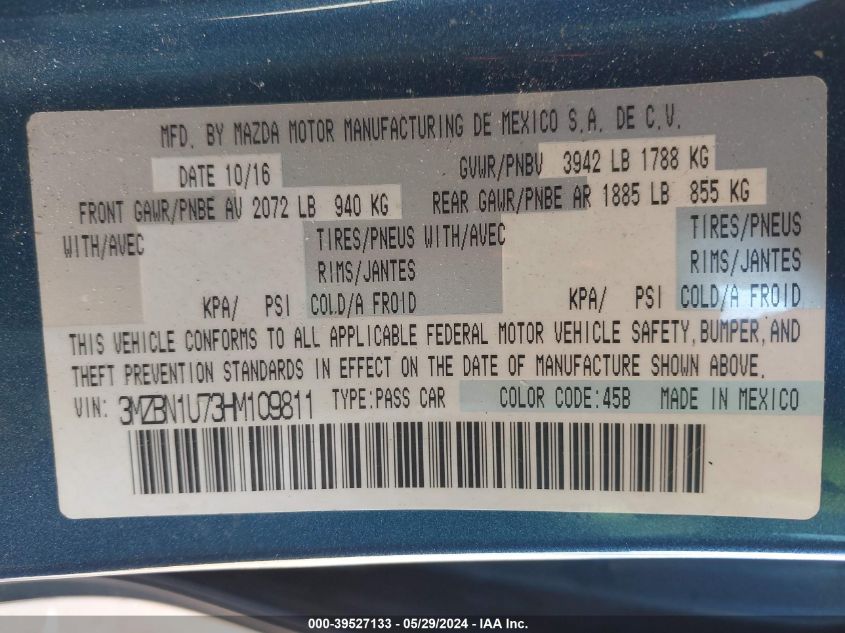 MFD. BY MAZDA MOTOR MANUFACTURING DE MEXICO S.A. DE C.V.
DATE 10/16 GVWR/PNBV 3942 LB 1788 KG
FRONT GAWR/PNBE AV 2072 LB 940 KG REAR GAWR/PNBE AR 1885 LB 855 KG
WITH/AVEC TIRES/PNEUS WITH/AVEC TIRES/PNEUS
RIMS/JANTES RIMS/JANTES
KPA/ PSI COLD/A FROID KPA/ PSI COLD/A FROID
THIS VEHICLE CONFORMS TO ALL APPLICABLE FEDERAL MOTOR VEHICLE SAFETY, BUMPER, AND
THEFT PREVENTION STANDARDS IN EFFECT ON THE DATE OF MANUFACTURE SHOWN ABOVE.
VIN: 3MZBN1U73HM109811 TYPE:PASS CAR COLOR CODE:45B MADE IN MEXICO
000-39527133 - 05/29/2024 - IAA Inc.